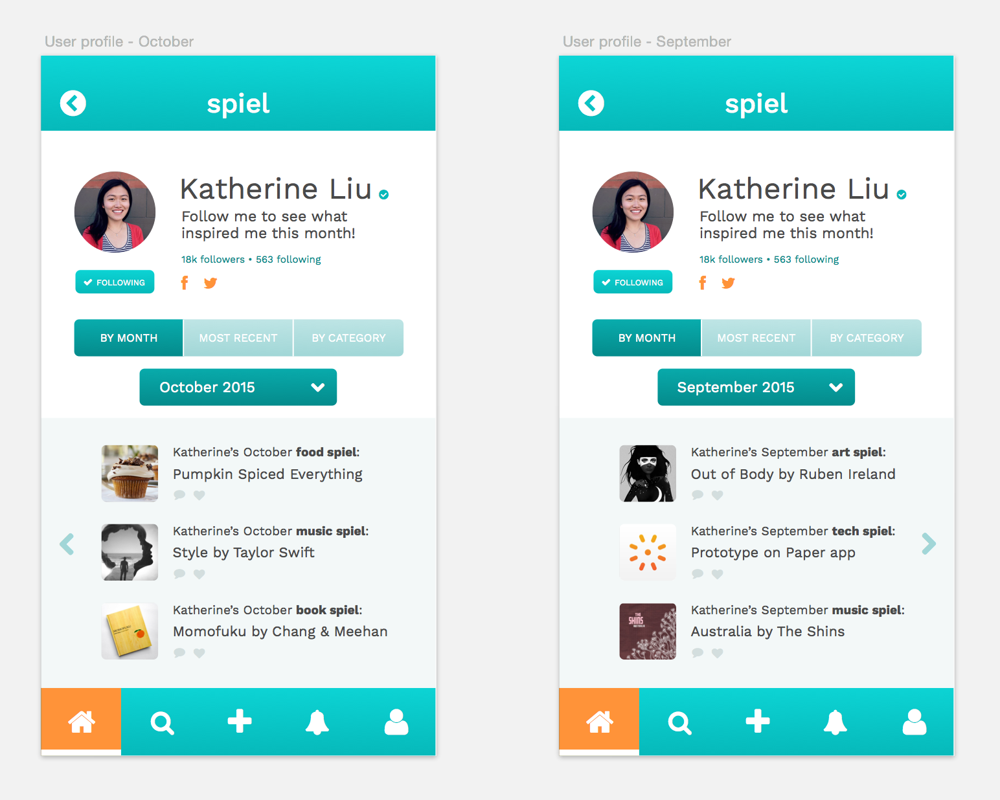 User profile - October
spiel
Katherine Liu
Follow me to see what
inspired me this month!
18k followers • 563 following
FOLLOWING
BY MONTH
MOST RECENT
BY CATEGORY
October 2015
Katherine’s October food spiel:
Pumpkin Spiced Everything
Katherine’s October music spiel:
Style by Taylor Swift
Katherine’s October book spiel:
Momofuku by Chang & Meehan
User profile - September
spiel
Katherine Liu
Follow me to see what
inspired me this month!
18k followers • 563 following
FOLLOWING
BY MONTH
MOST RECENT
BY CATEGORY
September 2015
Katherine’s September art spiel:
Out of Body by Ruben Ireland
Katherine’s September tech spiel:
Prototype on Paper app
THE
SHINS
Katherine’s September music spiel:
Australia by The Shins